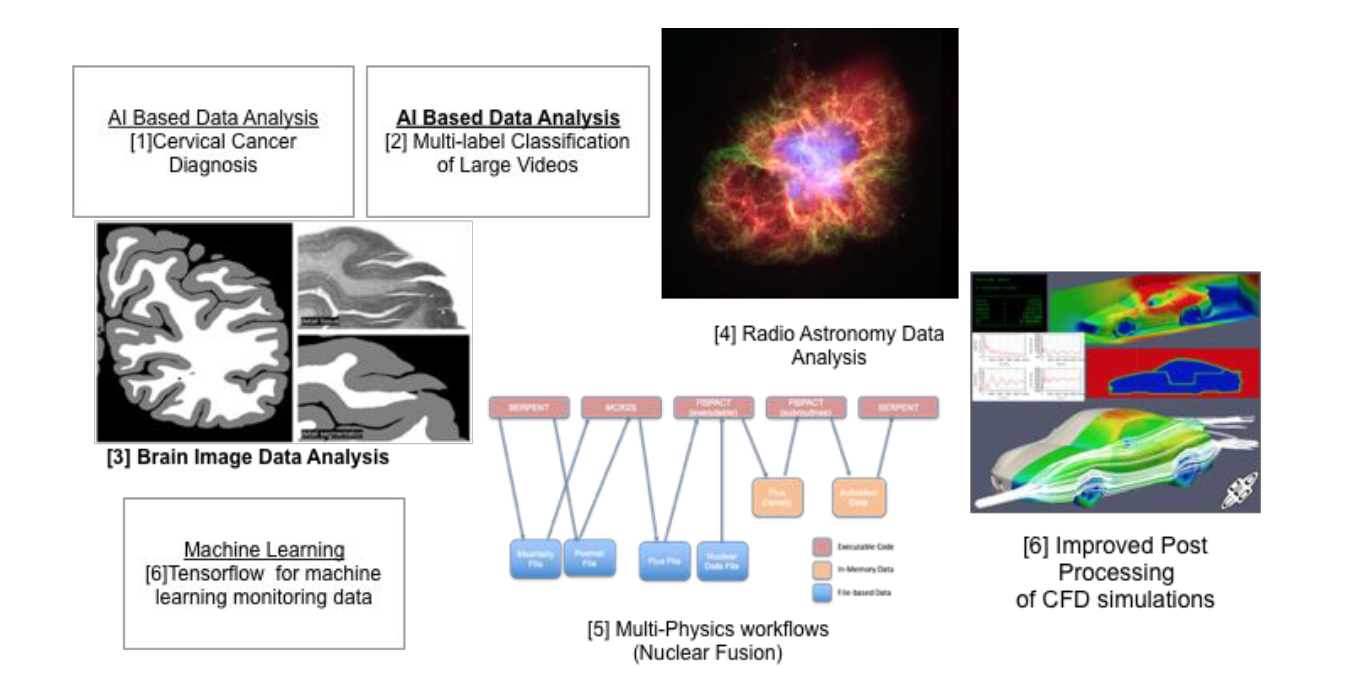 AI Based Data Analysis
[1]Cervical Cancer
Diagnosis
AI Based Data Analysis
[2] Multi-label Classification
of Large Videos
detail tissue
detail segmentation
[3] Brain Image Data Analysis
[4] Radio Astronomy Data
Analysis
SERPENT
MCR2S
FISPACT
(executable)
FISPACT
(subroutines)
SERPENT
Flux
Density
Activation
Data
File
File
Flux File
Nuclear
Data File
Executable Code
In-Memory Data
File-based Data
[5] Multi-Physics workflows
(Nuclear Fusion)
Machine Learning
[6]Tensorflow for machine
learning monitoring data
[6] Improved Post
Processing
of CFD simulations